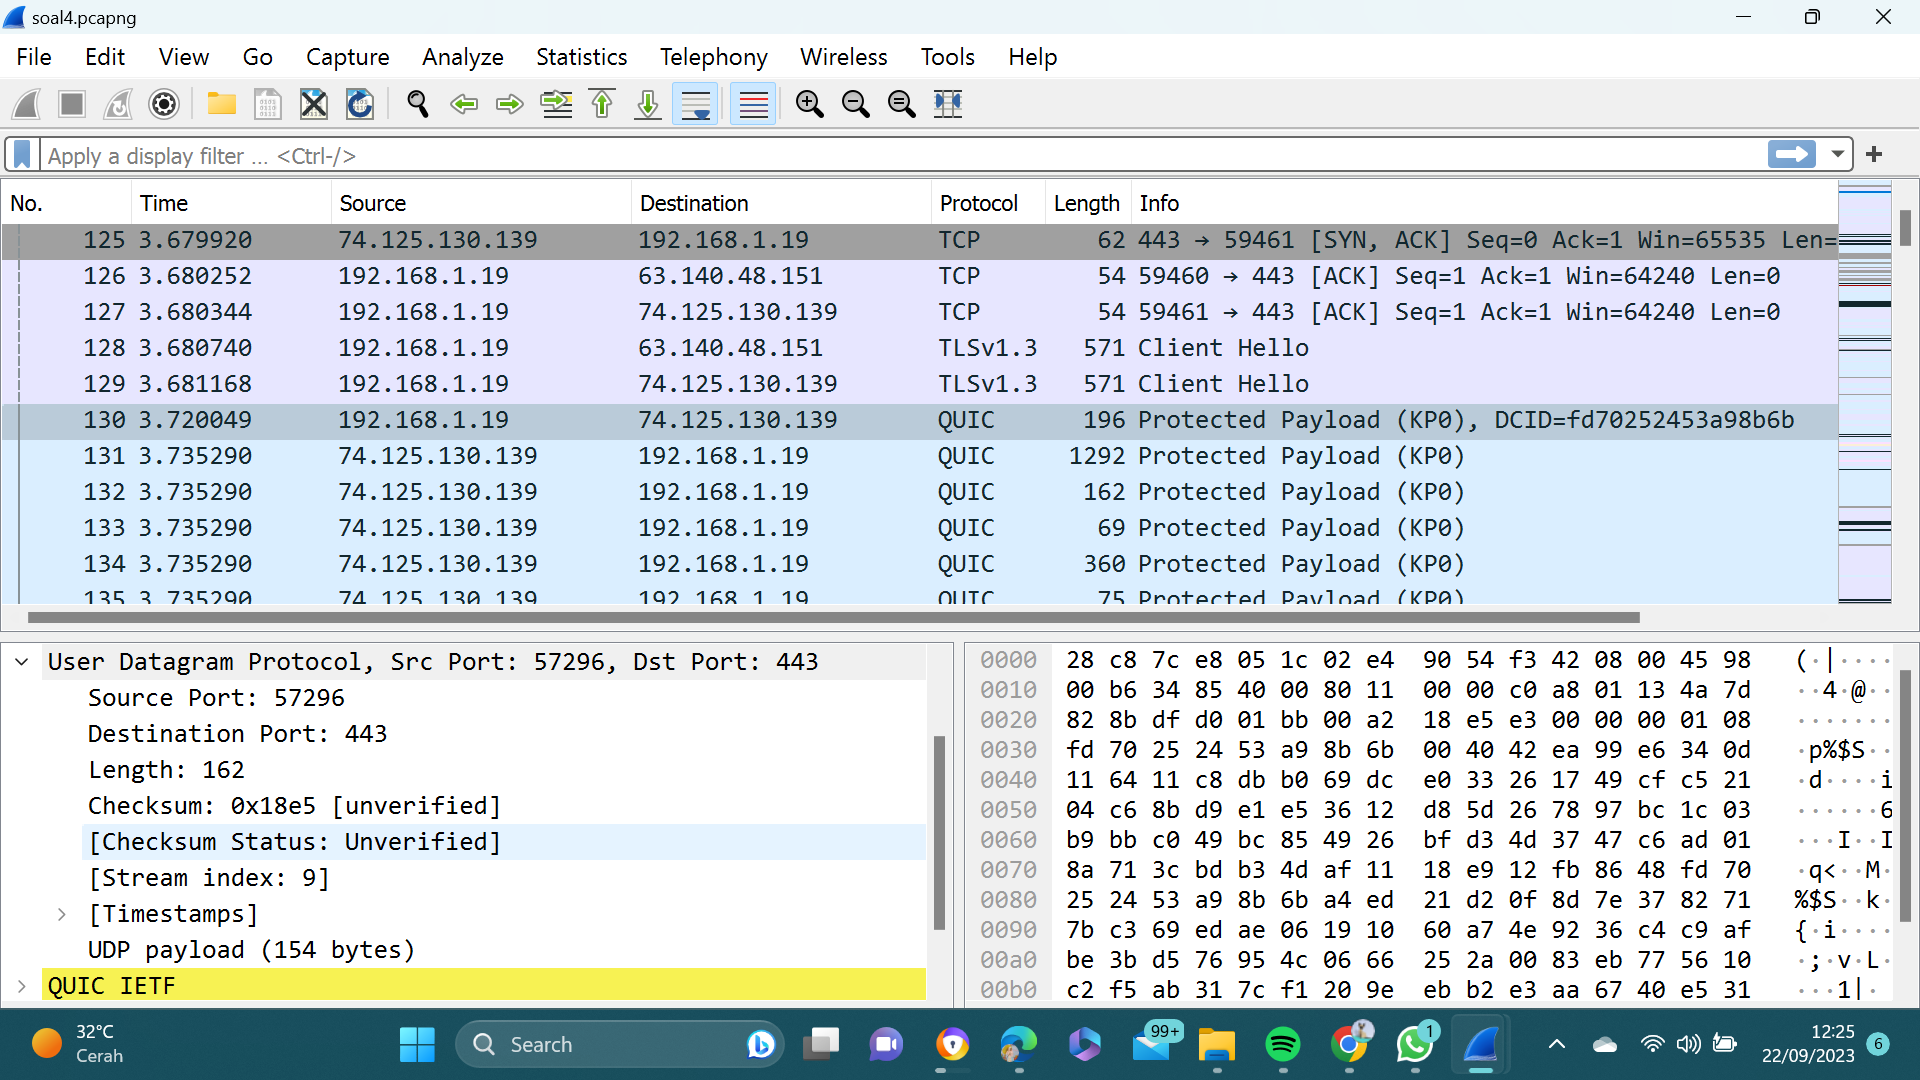 soal4.pcapng
File Edit View Go Capture Analyze Statistics Telephony Wireless Tools Help
Apply a display filter ... <Ctrl-/>
No. Time Source Destination Protocol Length Info
125 3.679920 74.125.130.139 192.168.1.19 TCP 62 443 → 59461 [SYN, ACK] Seq=0 Ack=1 Win=65535 Len=
126 3.680252 192.168.1.19 63.140.48.151 TCP 54 59460 → 443 [ACK] Seq=1 Ack=1 Win=64240 Len=0
127 3.680344 192.168.1.19 74.125.130.139 TCP 54 59461 → 443 [ACK] Seq=1 Ack=1 Win=64240 Len=0
128 3.680740 192.168.1.19 63.140.48.151 TLSv1.3 571 Client Hello
129 3.681168 192.168.1.19 74.125.130.139 TLSv1.3 571 Client Hello
130 3.720049 192.168.1.19 74.125.130.139 QUIC 196 Protected Payload (KP0), DCID=fd70252453a98b6b
131 3.735290 74.125.130.139 192.168.1.19 QUIC 1292 Protected Payload (KP0)
132 3.735290 74.125.130.139 192.168.1.19 QUIC 162 Protected Payload (KP0)
133 3.735290 74.125.130.139 192.168.1.19 QUIC 69 Protected Payload (KP0)
134 3.735290 74.125.130.139 192.168.1.19 QUIC 360 Protected Payload (KP0)
135 3.735290 74.125.130.139 192.168.1.19 QUIC 75 Protected Payload (KP0)
User Datagram Protocol, Src Port: 57296, Dst Port: 443
Source Port: 57296
Destination Port: 443
Length: 162
Checksum: 0x18e5 [unverified]
[Checksum Status: Unverified]
[Stream index: 9]
[Timestamps]
UDP payload (154 bytes)
QUIC IETF
0000 28 c8 7c e8 05 1c 02 e4 90 54 f3 42 08 00 45 98 (·|····
0010 00 b6 34 85 40 00 80 11 00 00 c0 a8 01 13 4a 7d ··4·@··
0020 82 8b df d0 01 bb 00 a2 18 e5 e3 00 00 00 01 08 ·······
0030 fd 70 25 24 53 a9 8b 6b 00 40 42 ea 99 e6 34 0d ·p%$S··
0040 11 64 11 c8 db b0 69 dc e0 33 26 17 49 cf c5 21 ·d····i
0050 04 c6 8b d9 e1 e5 36 12 d8 5d 26 78 97 bc 1c 03 ······6
0060 b9 bb c0 49 bc 85 49 26 bf d3 4d 37 47 c6 ad 01 ···I··I
0070 8a 71 3c bd b3 4d af 11 18 e9 12 fb 86 48 fd 70 ·q<··M·
0080 25 24 53 a9 8b 6b a4 ed 21 d2 0f 8d 7e 37 82 71 %$S··k·
0090 7b c3 69 ed ae 06 19 10 60 a7 4e 92 36 c4 c9 af {·i····
00a0 be 3b d5 76 95 4c 06 66 25 2a 00 83 eb 77 56 10 ·;·v·L·
00b0 c2 f5 ab 31 7c f1 20 9e eb b2 e3 aa 67 40 e5 31 ···1|·
32°C
Cerah
Search
99+
1
12:25
22/09/2023
6